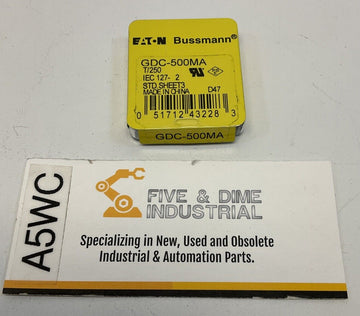 EATON Bussmann®
GDC-500MA
T/250
IEC 127- 2
STD.SHEET3
MADE IN CHINA D47
0 51712 43228 3
GDC-500MA
A5WC
FIVE & DIME
INDUSTRIAL
Specializing in New, Used and Obsolete
Industrial & Automation Parts.